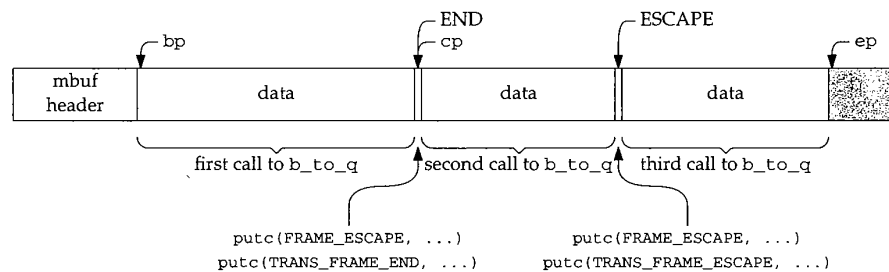 END
bp cp ESCAPE ep
mbuf header data data data
first call to b_to_q second call to b_to_q third call to b_to_q
putc(FRAME_ESCAPE, ...) putc(FRAME_ESCAPE, ...)
putc(TRANS_FRAME_END, ...) putc(TRANS_FRAME_ESCAPE, ...)